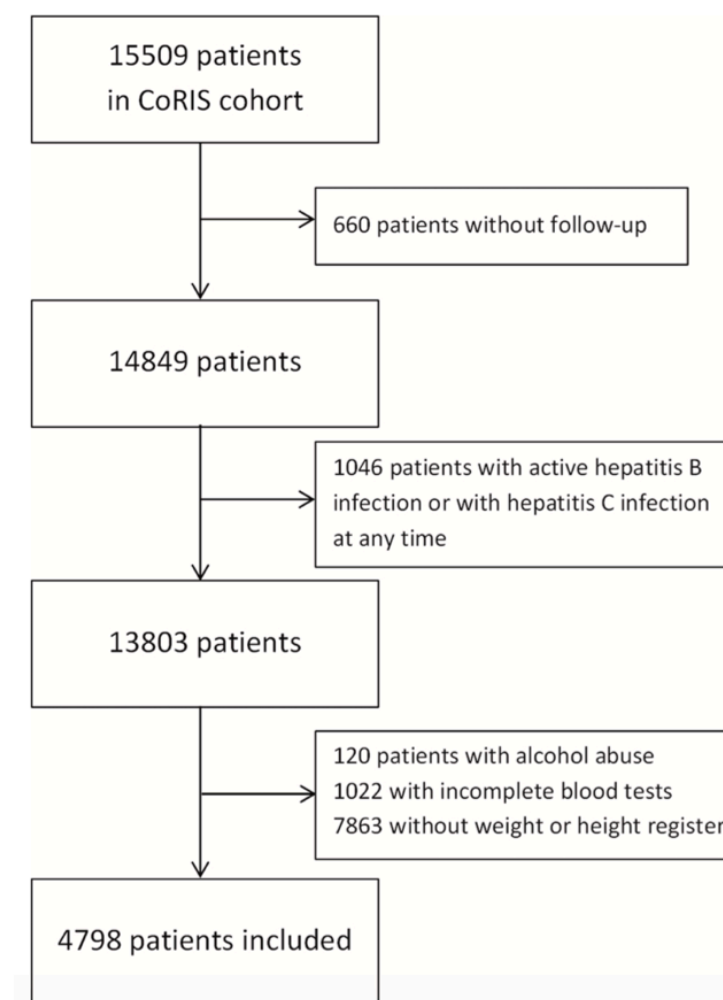 15509 patients
in CoRIS cohort
660 patients without follow-up
14849 patients
1046 patients with active hepatitis B
infection or with hepatitis C infection
at any time
13803 patients
120 patients with alcohol abuse
1022 with incomplete blood tests
7863 without weight or height register
4798 patients included